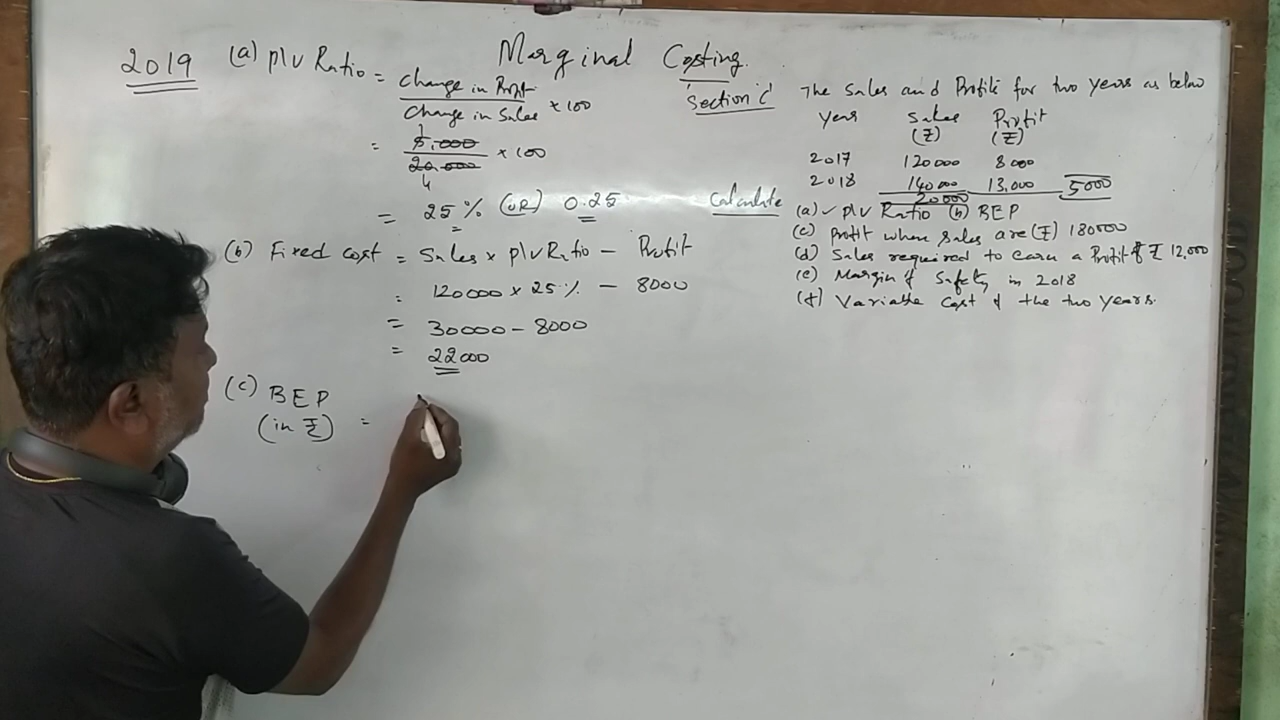 Marginal Costing.
2019
(a) p/v Ratio = Change in Profit / Change in Sales × 100
= 5,000 / 20,000 × 100
1
4
= 25 % (OR) 0.25
(b) Fixed Cost = Sales × p/v Ratio - Profit
= 120000 × 25 % - 8000
= 30000 - 8000
= 22000
(c) BEP
(in ₹) =
'Section C' The Sales and Profits for two years as below
Year Sales Profit
(₹) (₹)
2017 120000 8000
2018 140000 13,000 5000
20000
Calculate (a) ✓ p/v Ratio (b) BEP
(c) Profit when sales are (₹) 180000
(d) Sales required to earn a Profit of ₹ 12,000
(e) Margin of Safety in 2018
(f) Variable Cost of the two years.